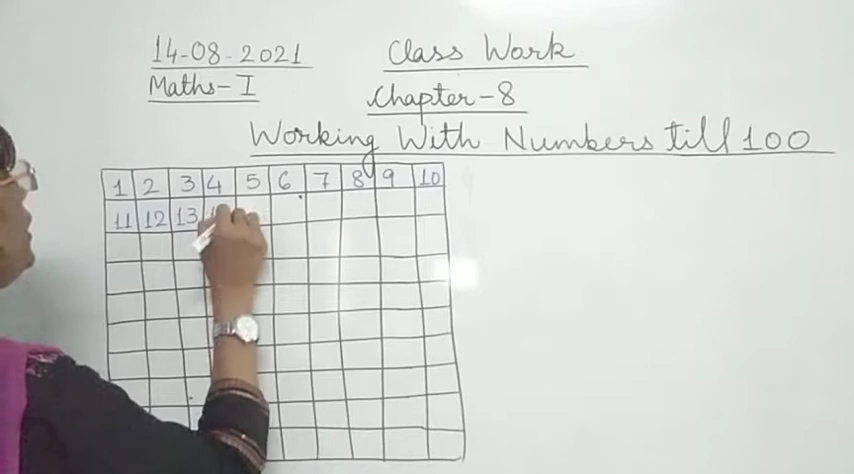 14-08-2021
Class Work
Maths-I
Chapter-8
Working With Numbers till 100
1 2 3 4 5 6 7 8 9 10
11 12 13